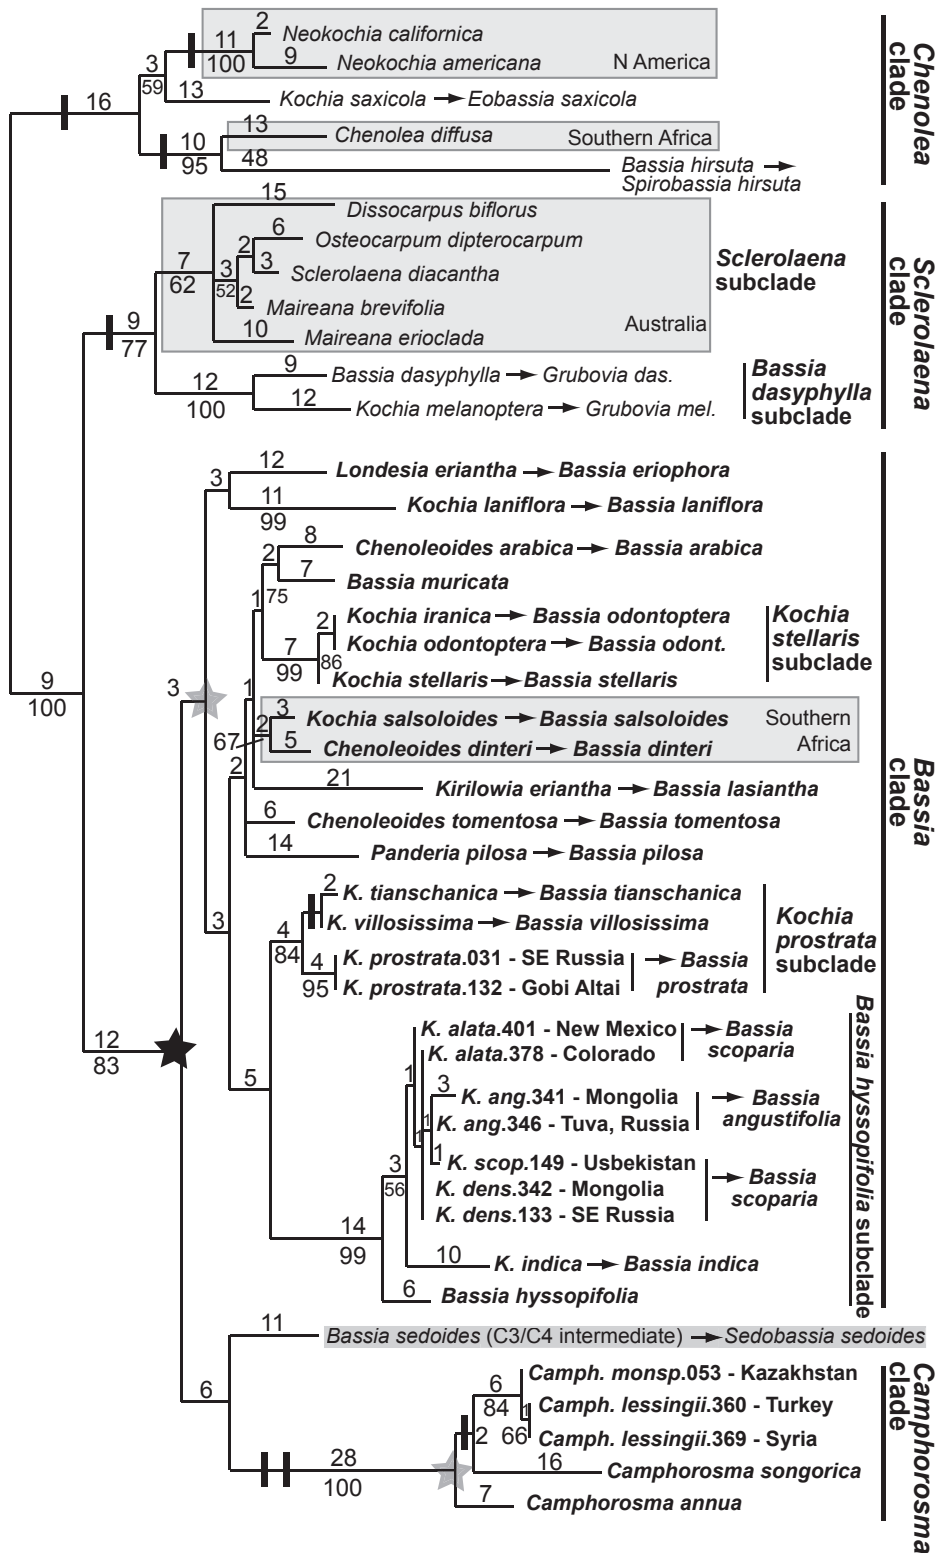 2
Neokochia californica
11
100
9
Neokochia americana
N America
3
59
13
Kochia saxicola → Eobassia saxicola
16
13
Chenolea diffusa
Southern Africa
10
95
48
Bassia hirsuta →
Spirobassia hirsuta
Chenolea
clade
15
Dissocarpus biflorus
6
Osteocarpum dipterocarpum
2
7
62
3
52
3
Sclerolaena diacantha
2
Maireana brevifolia
10
Maireana erioclada
Australia
Sclerolaena
subclade
9
77
9
Bassia dasyphylla → Grubovia das.
12
100
12
Kochia melanoptera → Grubovia mel.
Bassia
dasyphylla
subclade
Sclerolaena
clade
12
Londesia eriantha → Bassia eriophora
3
11
99
Kochia laniflora → Bassia laniflora
8
Chenoleoides arabica → Bassia arabica
2
75
7
Bassia muricata
1
2
Kochia iranica → Bassia odontoptera
7
99
86
Kochia odontoptera → Bassia odont.
Kochia stellaris → Bassia stellaris
Kochia
stellaris
subclade
9
100
3
1
3
Kochia salsoloides → Bassia salsoloides
2
67
5
Chenoleoides dinteri → Bassia dinteri
Southern
Africa
2
21
Kirilowia eriantha → Bassia lasiantha
6
Chenoleoides tomentosa → Bassia tomentosa
14
Panderia pilosa → Bassia pilosa
Bassia
clade
3
2
K. tianschanica → Bassia tianschanica
K. villosissima → Bassia villosissima
4
84
4
95
K. prostrata.031 - SE Russia
K. prostrata.132 - Gobi Altai
→ Bassia
prostrata
Kochia
prostrata
subclade
12
83
5
K. alata.401 - New Mexico
K. alata.378 - Colorado
→ Bassia
scoparia
1
3
K. ang.341 - Mongolia
K. ang.346 - Tuva, Russia
→ Bassia
angustifolia
1
1
1
K. scop.149 - Usbekistan
K. dens.342 - Mongolia
K. dens.133 - SE Russia
→ Bassia
scoparia
3
56
14
99
10
K. indica → Bassia indica
6
Bassia hyssopifolia
Bassia hyssopifolia subclade
11
Bassia sedoides (C3/C4 intermediate) → Sedobassia sedoides
6
6
84
Camph. monsp.053 - Kazakhstan
1
66
Camph. lessingii.360 - Turkey
Camph. lessingii.369 - Syria
2
28
100
16
Camphorosma songorica
7
Camphorosma annua
Camphorosma
clade